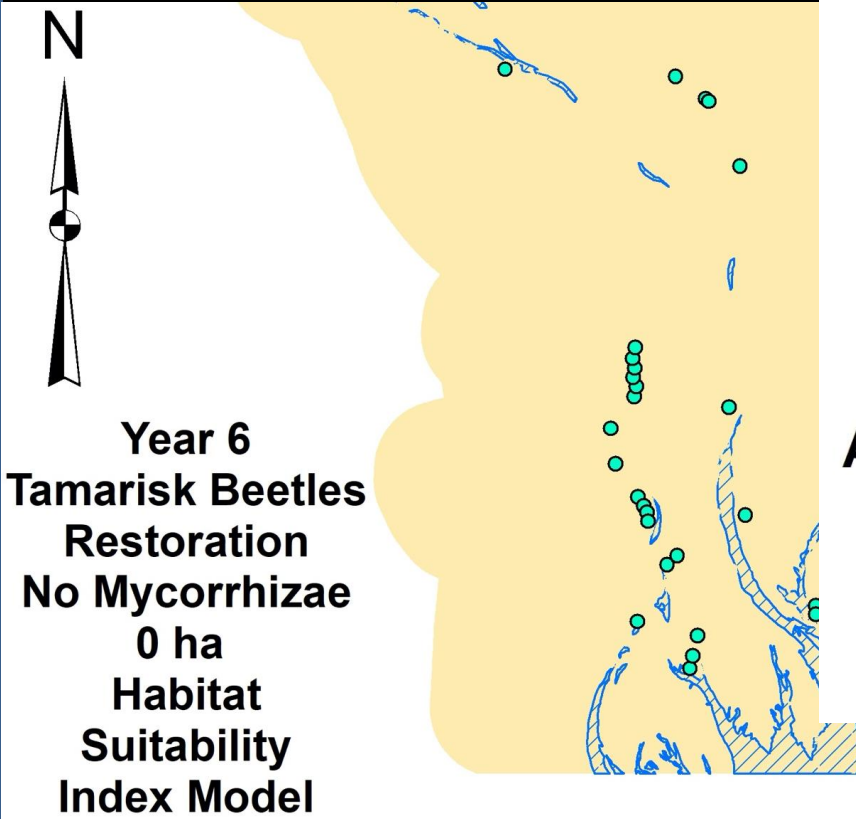 N
Year 6
Tamarisk Beetles
Restoration
No Mycorrhizae
0 ha
Habitat
Suitability
Index Model